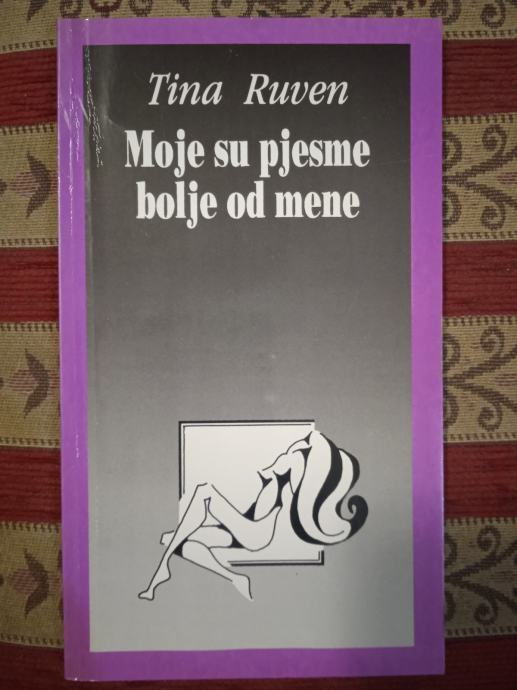 Tina Ruven
Moje su pjesme
bolje od mene